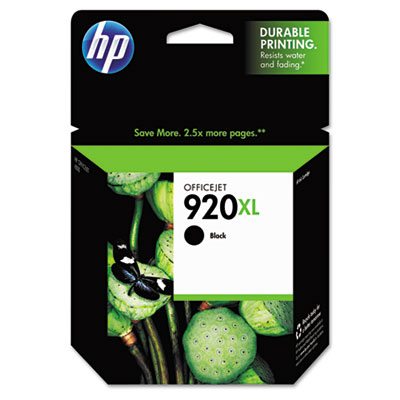 hp
DURABLE
PRINTING.
Resists water
and fading.*
Save More. 2.5x more pages.**
OFFICEJET
920XL
Black